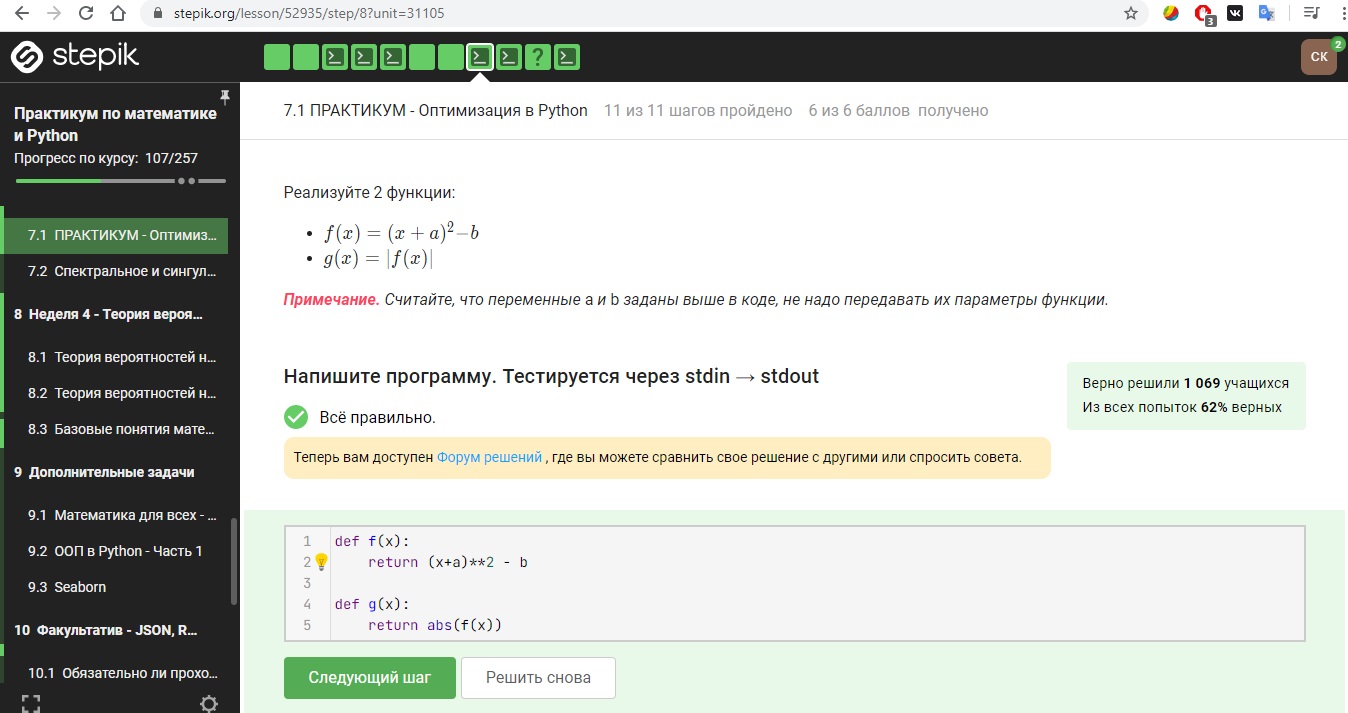 stepik.org/lesson/52935/step/8?unit=31105
3
stepik
?
СК
2
Практикум по математике
и Python
Прогресс по курсу: 107/257
7.1 ПРАКТИКУМ - Оптимиз...
7.2 Спектральное и сингул...
8 Неделя 4 - Теория вероя...
8.1 Теория вероятностей н...
8.2 Теория вероятностей н...
8.3 Базовые понятия мате...
9 Дополнительные задачи
9.1 Математика для всех - ...
9.2 ООП в Python - Часть 1
9.3 Seaborn
10 Факультатив - JSON, R...
10.1 Обязательно ли прохо...
7.1 ПРАКТИКУМ - Оптимизация в Python 11 из 11 шагов пройдено 6 из 6 баллов получено
Реализуйте 2 функции:
• f(x) = (x + a)²–b
• g(x) = |f(x)|
Примечание. Считайте, что переменные a и b заданы выше в коде, не надо передавать их параметры функции.
Напишите программу. Тестируется через stdin → stdout
Всё правильно.
Верно решили 1 069 учащихся
Из всех попыток 62% верных
Теперь вам доступен Форум решений , где вы можете сравнить свое решение с другими или спросить совета.
1 def f(x):
2 return (x+a)**2 - b
3
4 def g(x):
5 return abs(f(x))
Следующий шаг
Решить снова